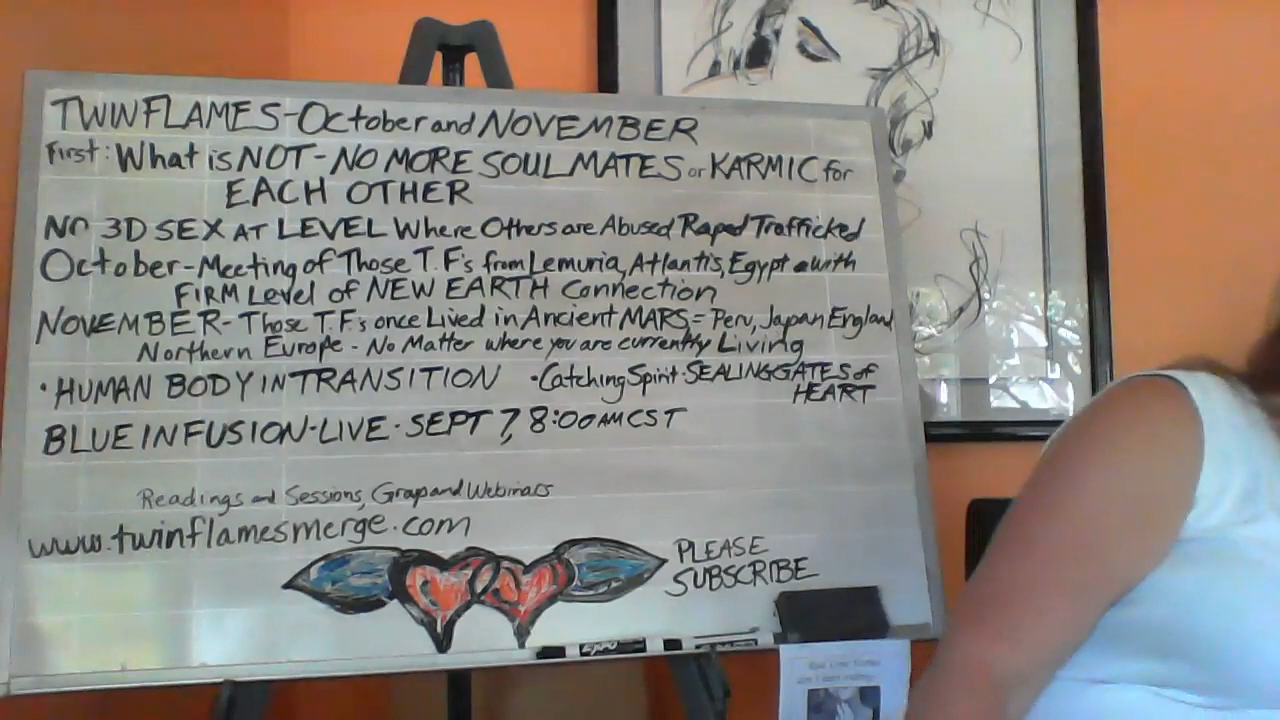 TWINFLAMES-October and NOVEMBER
First: What is NOT - NO MORE SOULMATES or KARMIC for
EACH OTHER
NO 3D SEX AT LEVEL Where Others are Abused Raped Trafficked
October-Meeting of Those T.F's from Lemuria, Atlantis, Egypt with
FIRM Level of NEW EARTH Connection
NOVEMBER- Those T.F.'s once Lived in Ancient MARS = Peru, Japan England
Northern Europe - No Matter where you are currently Living
• HUMAN BODY IN TRANSITION • Catching Spirit SEALING GATES of
HEART
BLUE INFUSION-LIVE-SEPT 7, 8:00 AM CST
Readings and Sessions, Group and Webinars
www.twinflamesmerge.com
PLEASE
SUBSCRIBE
EXPO